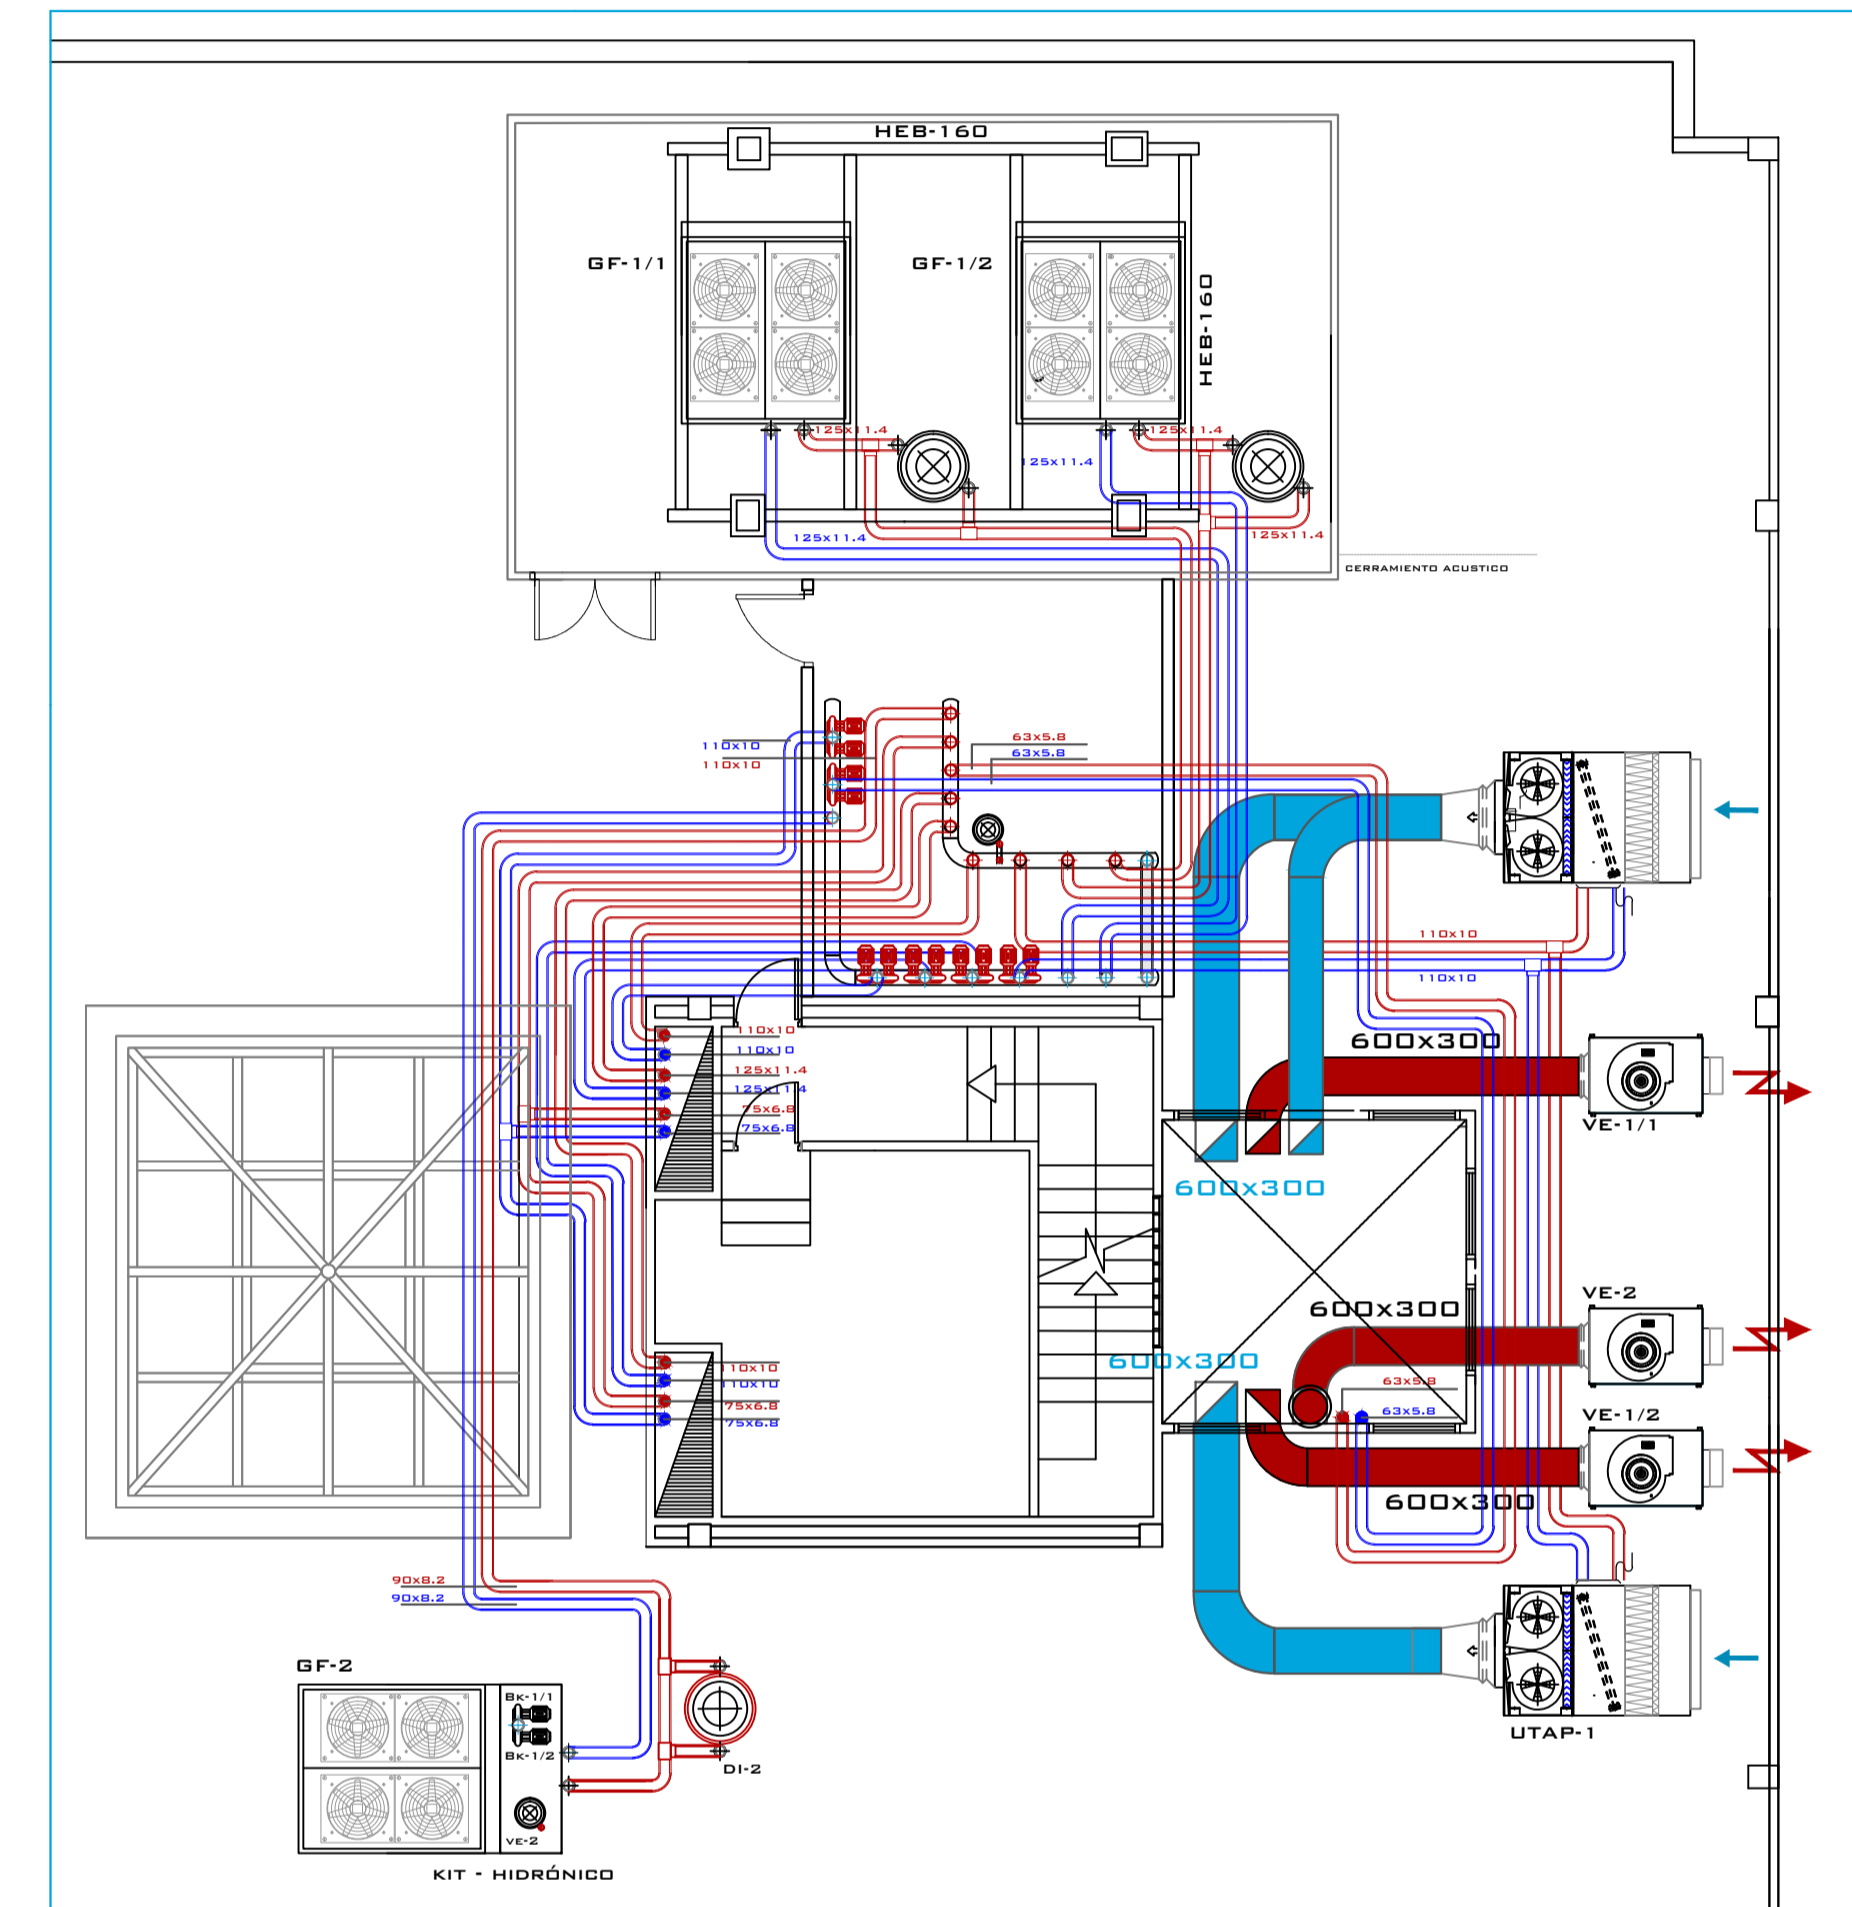 HEB-160
GF-1/1
GF-1/2
HEB-160
125x11.4
125x11.4
125x11.4
125x11.4
125x11.4
CERRAMIENTO ACUSTICO
110x10
110x10
63x5.8
63x5.8
110x10
110x10
110x10
110x10
125x11.4
125x11.4
75x6.8
75x6.8
600x300
VE-1/1
600x300
VE-2
600x300
600x300
110x10
110x10
75x6.8
75x6.8
63x5.8
63x5.8
VE-1/2
600x300
90x8.2
90x8.2
GF-2
BK-1/1
BK-1/2
VE-2
DI-2
UTAP-1
KIT - HIDRÓNICO